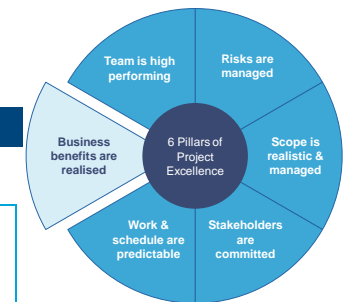 Team is high
performing
Risks are
managed
Business
benefits are
realised
6 Pillars of
Project
Excellence
Scope is
realistic &
managed
Work &
schedule are
predictable
Stakeholders
are
committed